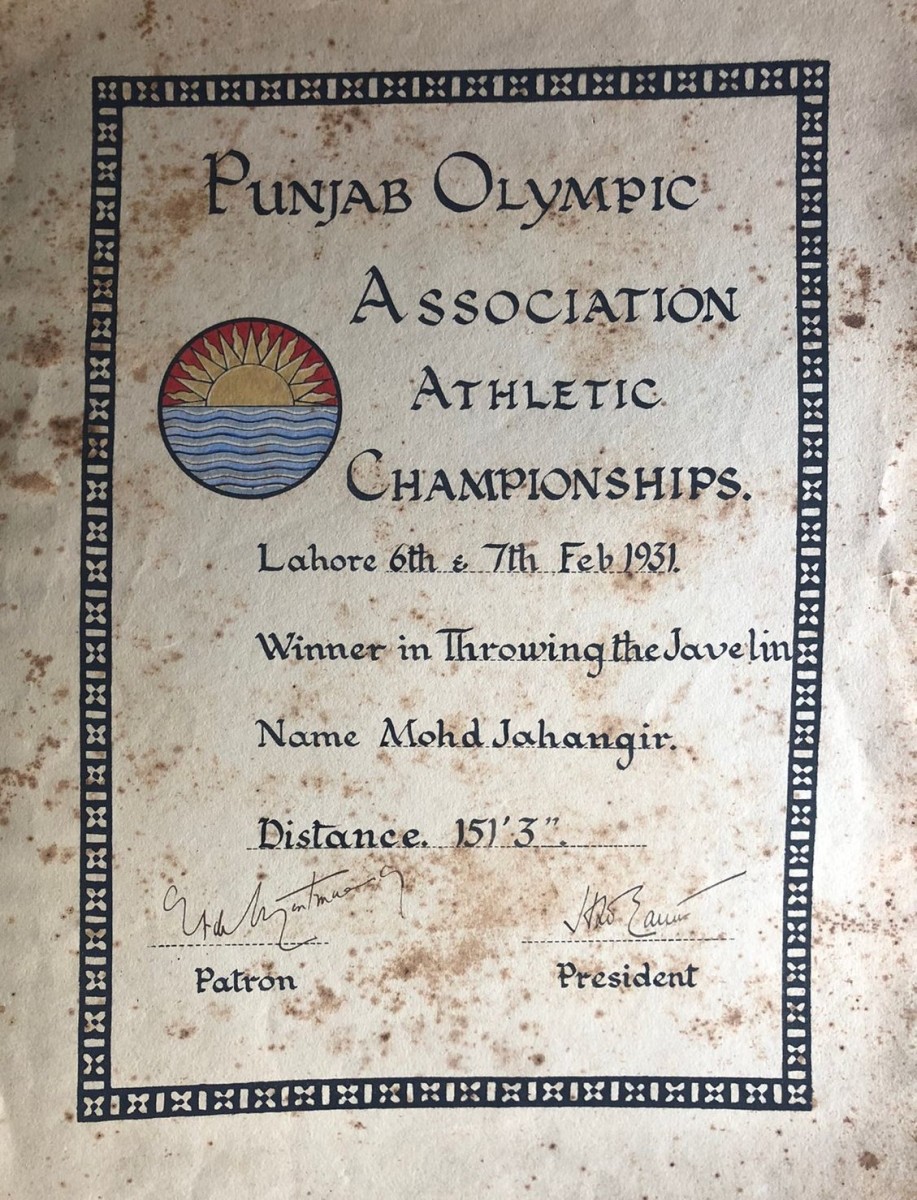 PUNJAB OLYMPIC
ASSOCIATION
ATHLETIC
CHAMPIONSHIPS.
Lahore 6th & 7th Feb 1931.
Winner in Throwing the Javelin
Name Mohd Jahangir.
Distance. 151' 3".
Patron
President